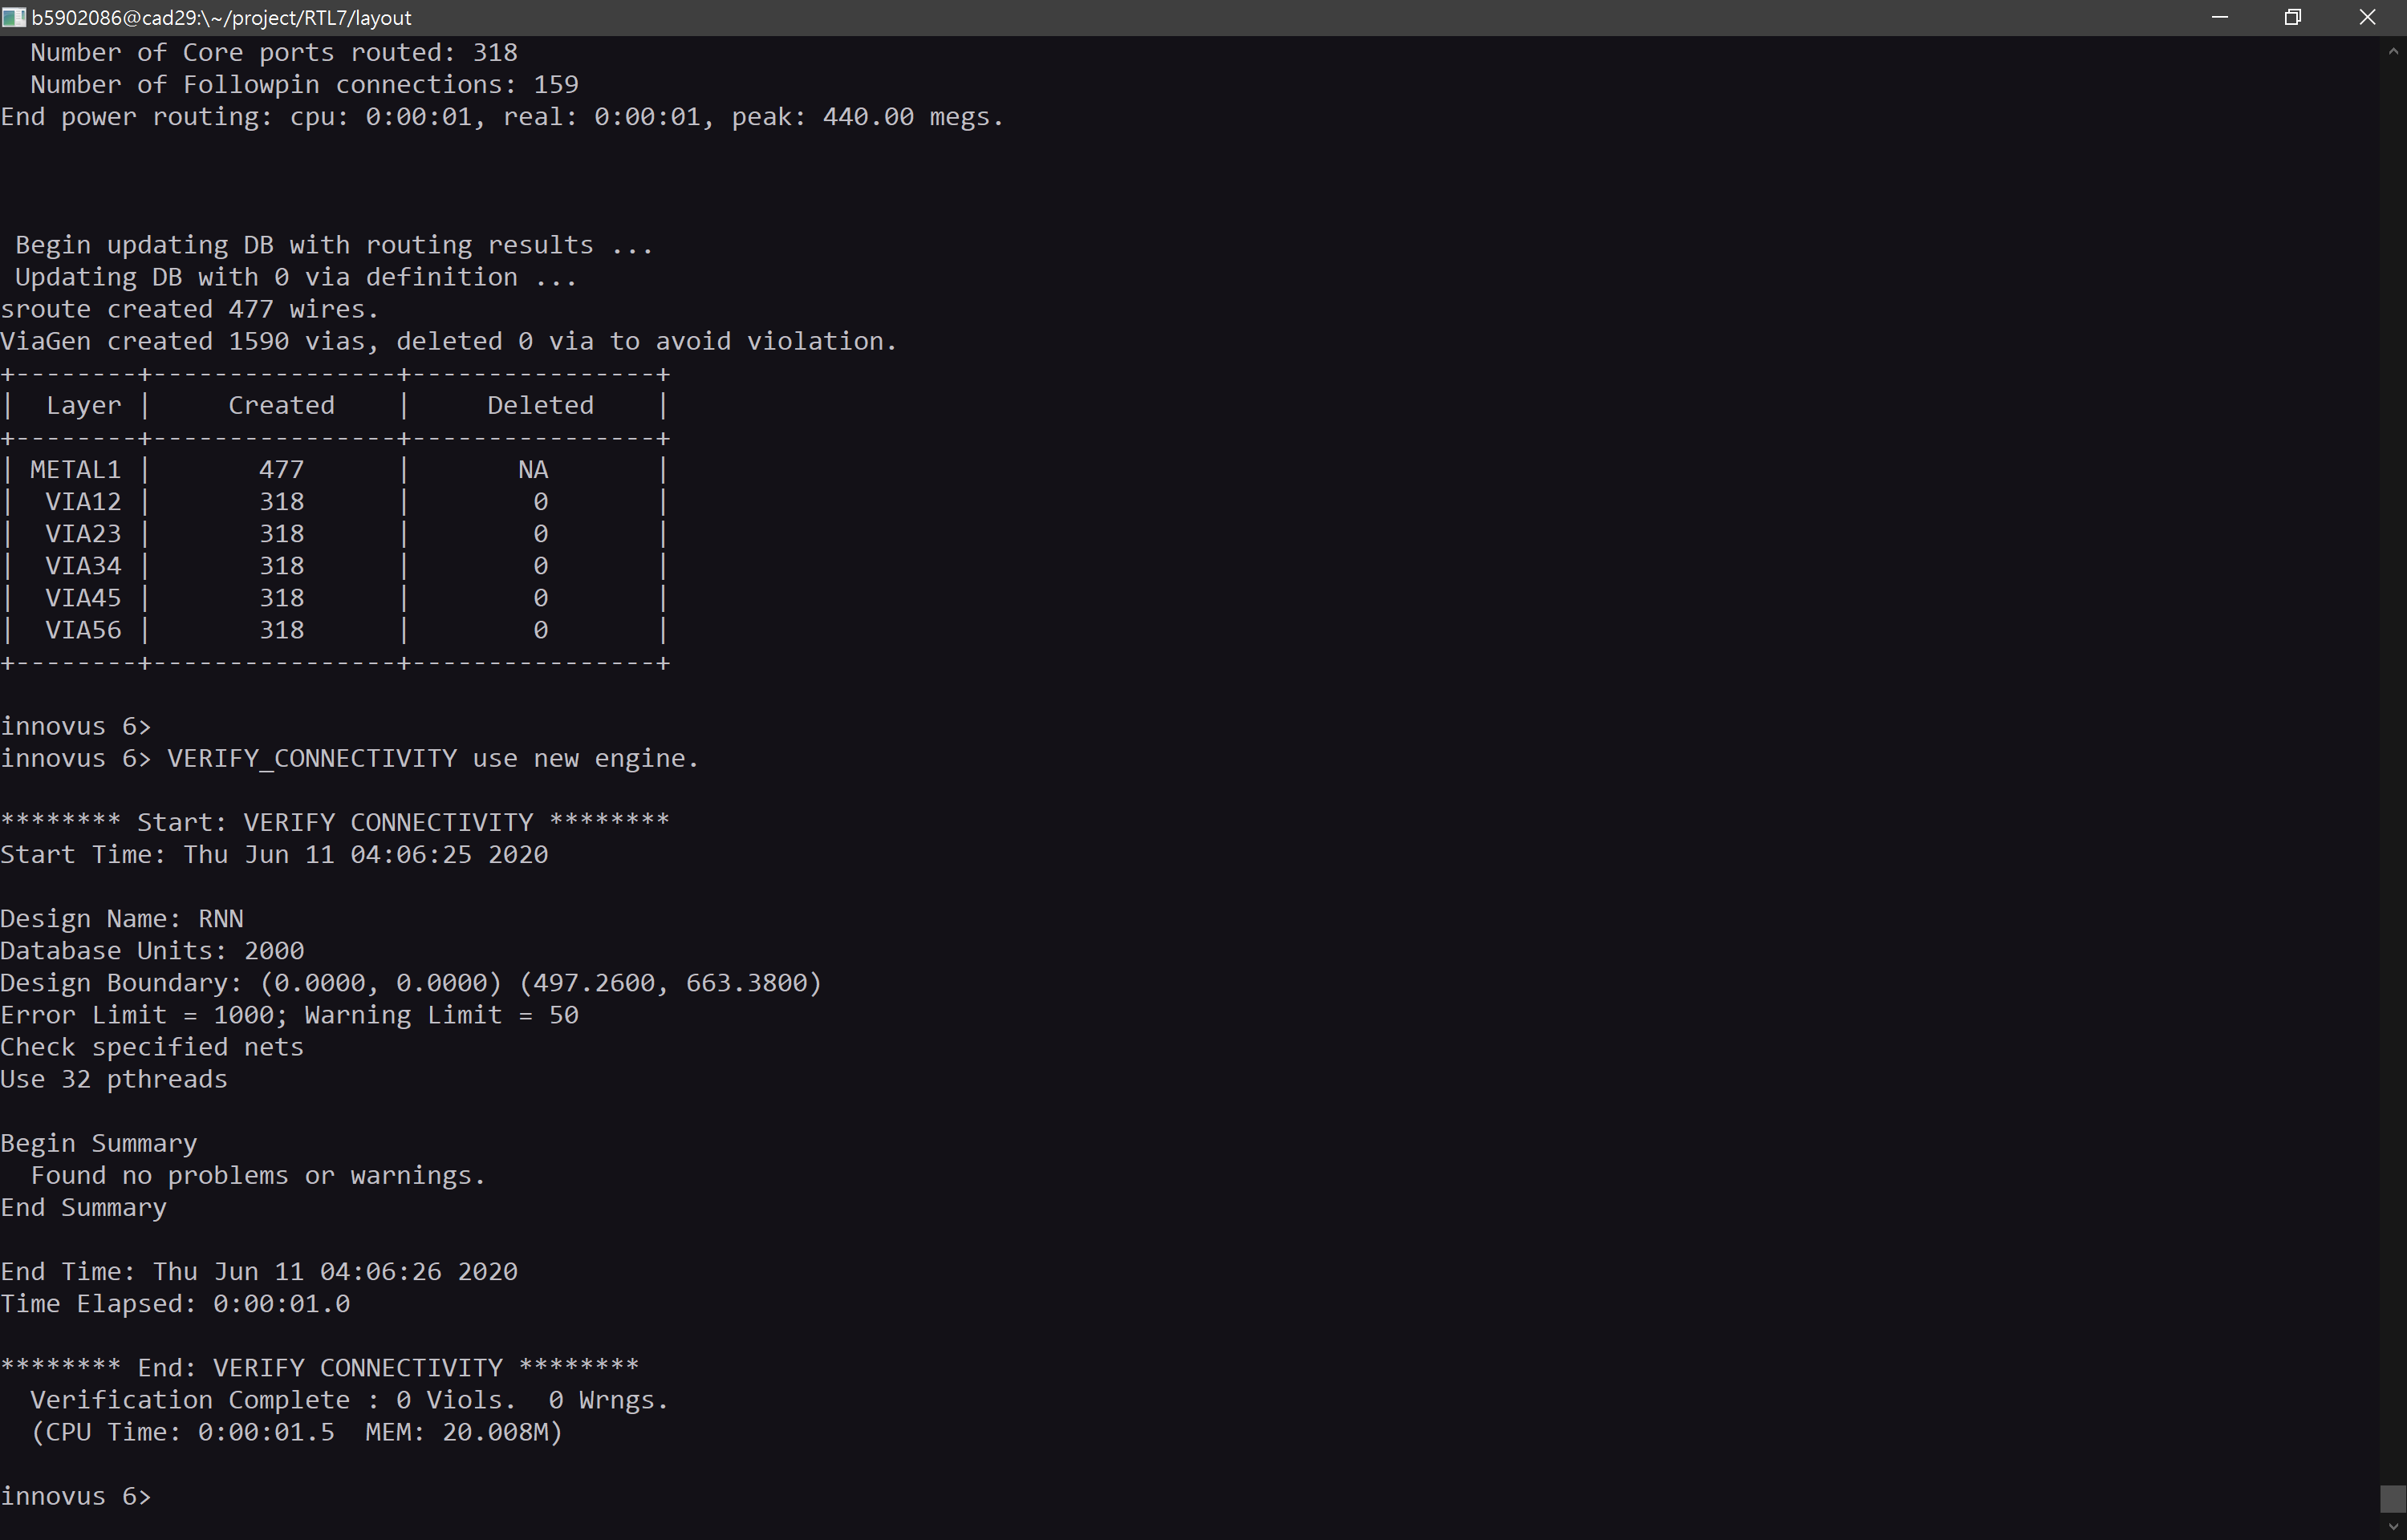 b5902086@cad29:\~/project/RTL7/layout
  Number of Core ports routed: 318
  Number of Followpin connections: 159
End power routing: cpu: 0:00:01, real: 0:00:01, peak: 440.00 megs.
 Begin updating DB with routing results ...
 Updating DB with 0 via definition ...
sroute created 477 wires.
ViaGen created 1590 vias, deleted 0 via to avoid violation.
+--------+----------------+----------------+
|  Layer |     Created    |     Deleted    |
+--------+----------------+----------------+
| METAL1 |       477      |       NA       |
|  VIA12 |       318      |        0       |
|  VIA23 |       318      |        0       |
|  VIA34 |       318      |        0       |
|  VIA45 |       318      |        0       |
|  VIA56 |       318      |        0       |
+--------+----------------+----------------+
innovus 6>
innovus 6> VERIFY_CONNECTIVITY use new engine.
******** Start: VERIFY CONNECTIVITY ********
Start Time: Thu Jun 11 04:06:25 2020
Design Name: RNN
Database Units: 2000
Design Boundary: (0.0000, 0.0000) (497.2600, 663.3800)
Error Limit = 1000; Warning Limit = 50
Check specified nets
Use 32 pthreads
Begin Summary
  Found no problems or warnings.
End Summary
End Time: Thu Jun 11 04:06:26 2020
Time Elapsed: 0:00:01.0
******** End: VERIFY CONNECTIVITY ********
  Verification Complete : 0 Viols.  0 Wrngs.
  (CPU Time: 0:00:01.5  MEM: 20.008M)
innovus 6>